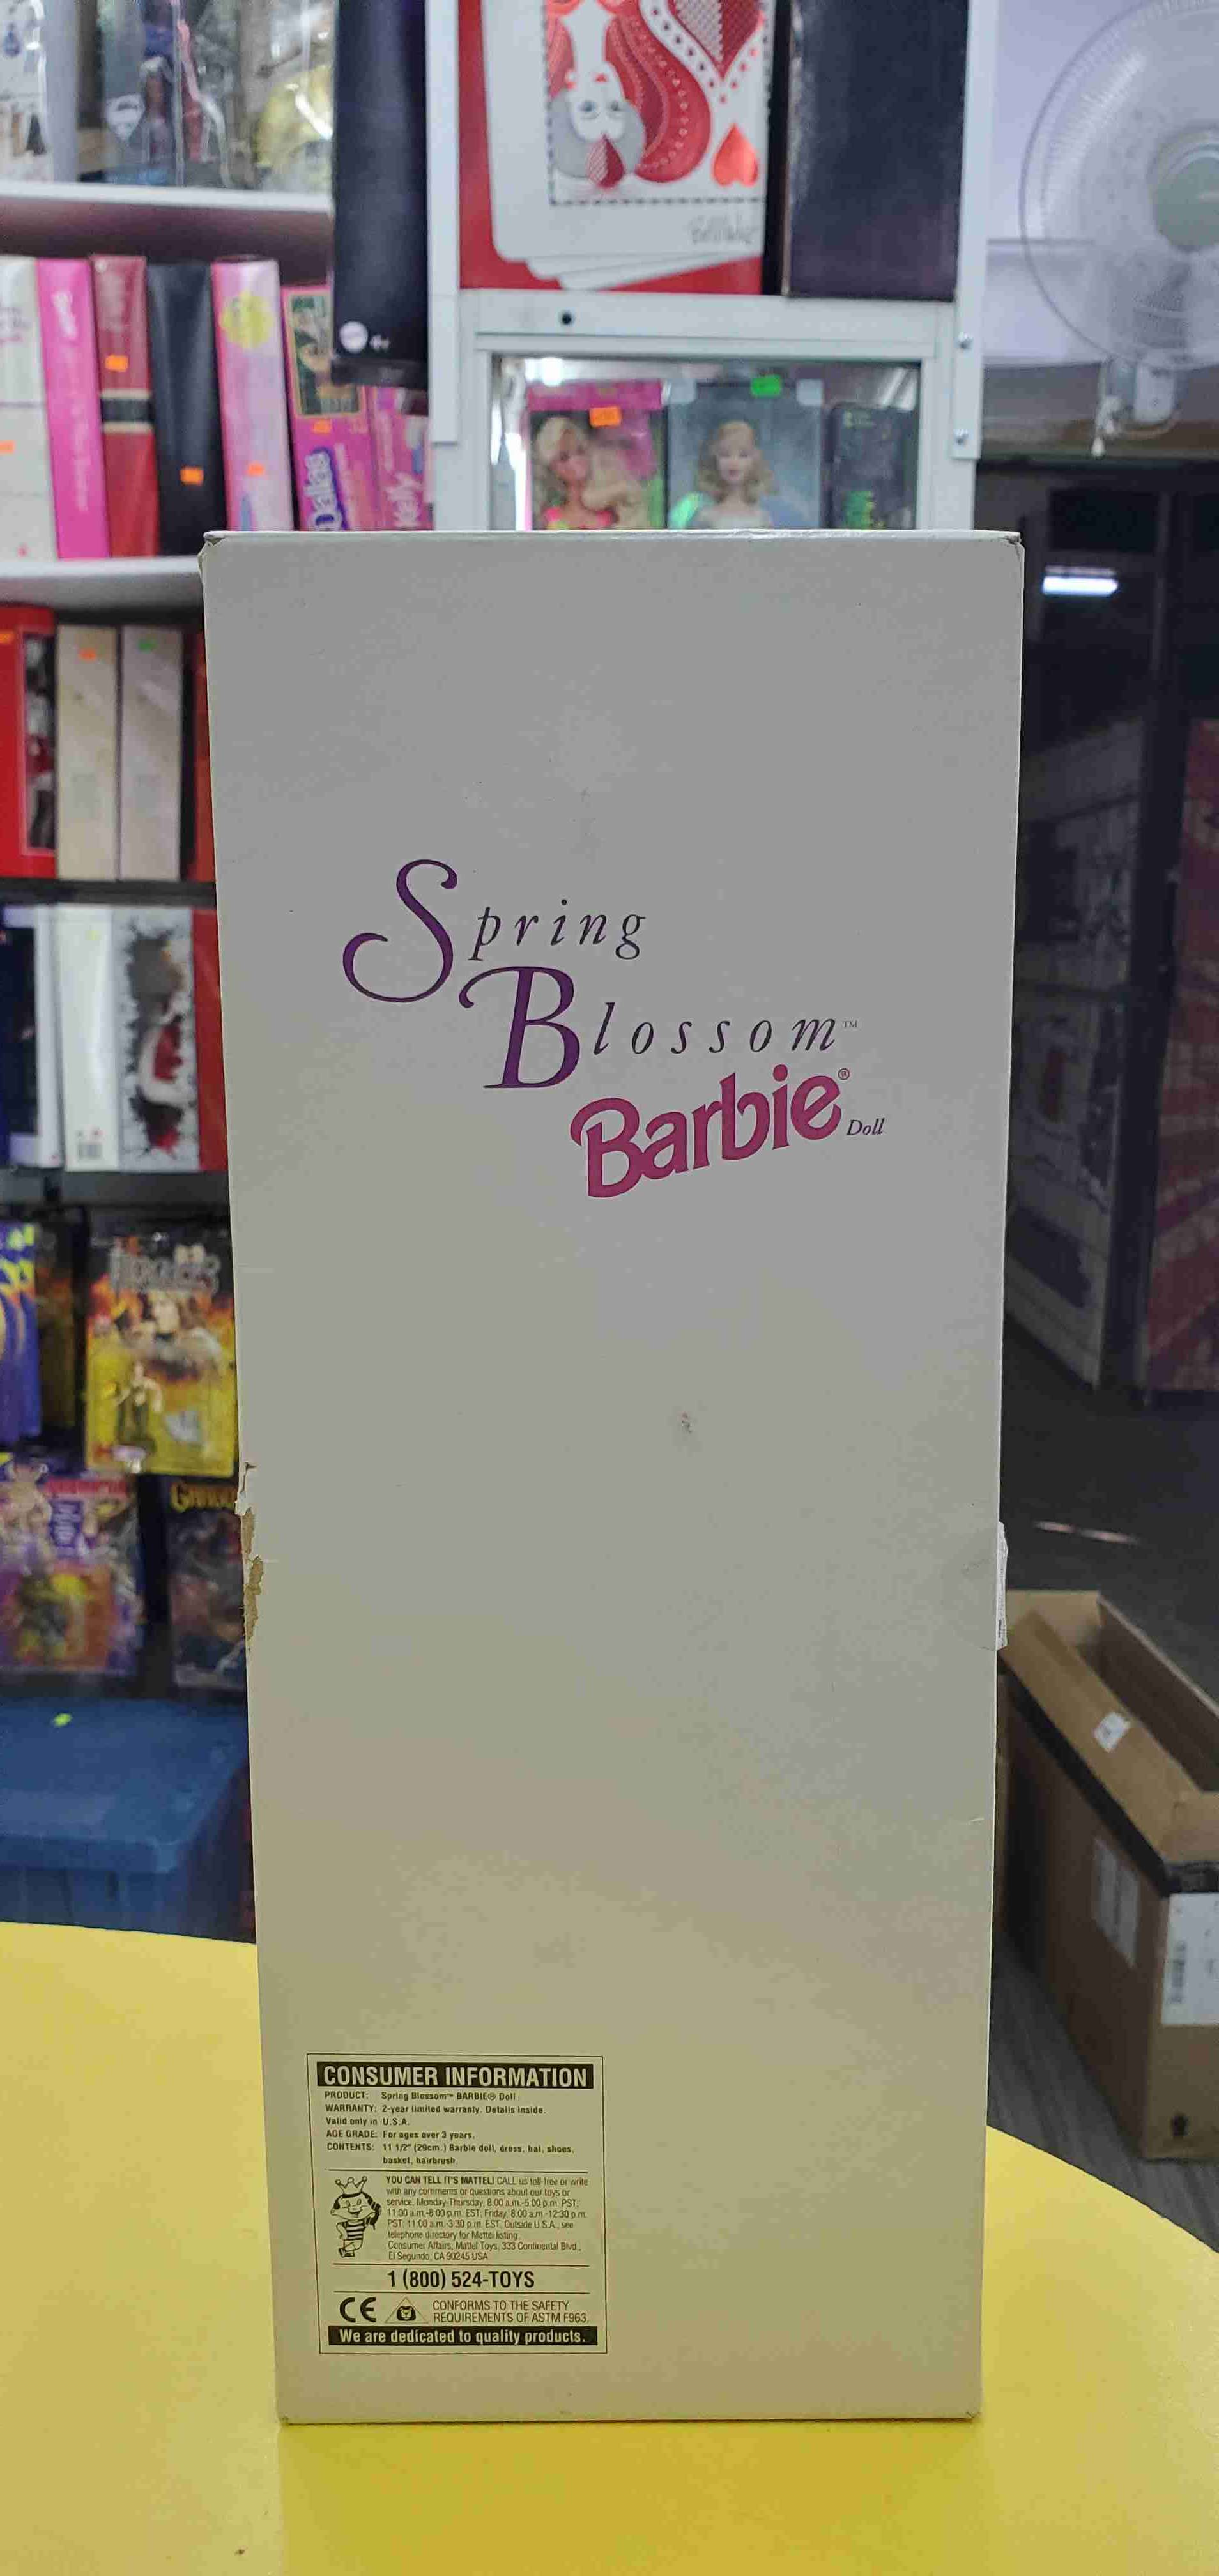 Spring
Blossom™
Barbie® Doll
CONSUMER INFORMATION
PRODUCT: Spring Blossom™ BARBIE® Doll
WARRANTY: 2-year limited warranty. Details inside.
Valid only in U.S.A.
AGE GRADE: For ages over 3 years.
CONTENTS: 11 1/2" (29cm.) Barbie doll, dress, hat, shoes,
basket, hairbrush.
YOU CAN TELL IT'S MATTEL! CALL us toll-free or write
with any comments or questions about our toys or
service. Monday-Thursday, 8:00 a.m.-5:00 p.m. PST,
11:00 a.m.-8:00 p.m. EST, Friday, 8:00 a.m.-12:30 p.m.
PST, 11:00 a.m.-3:30 p.m. EST. Outside U.S.A., see
telephone directory for Mattel listing.
Consumer Affairs, Mattel Toys, 333 Continental Blvd.,
El Segundo, CA 90245 USA
1 (800) 524-TOYS
CE
CONFORMS TO THE SAFETY
REQUIREMENTS OF ASTM F963.
We are dedicated to quality products.